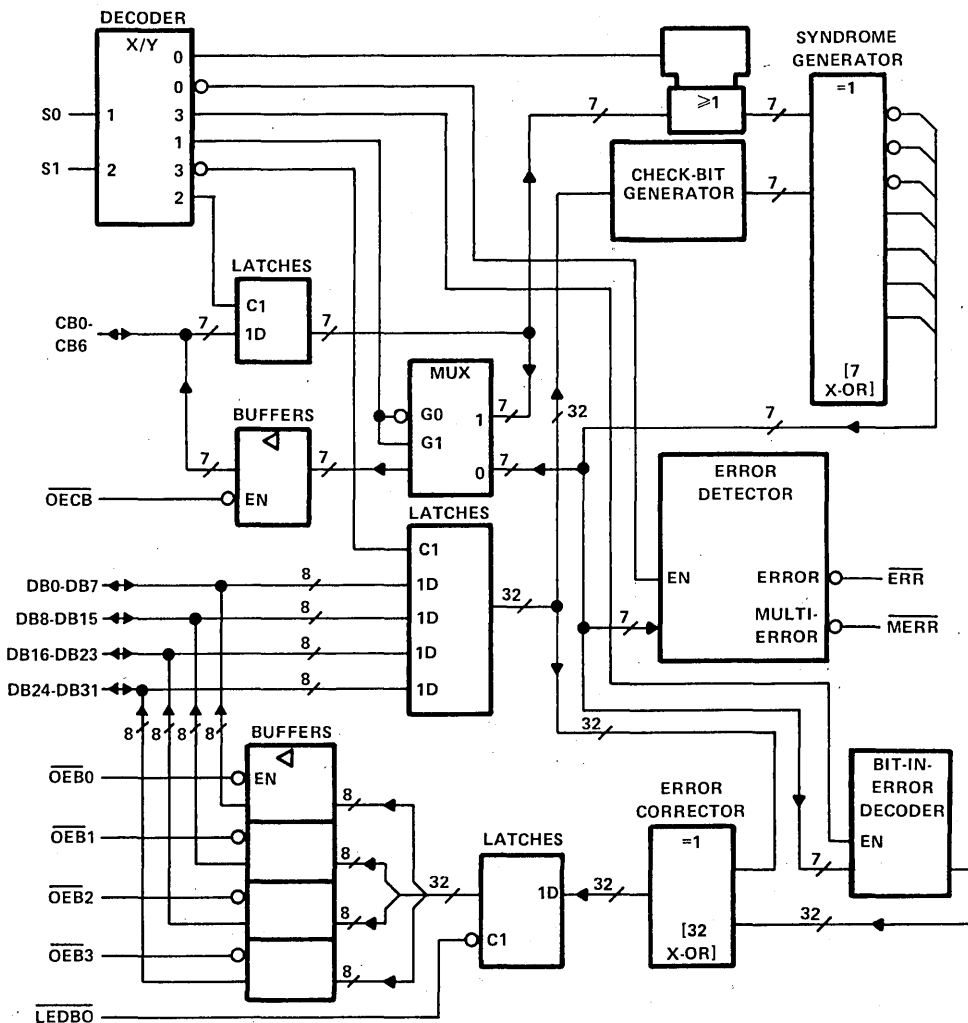 DECODER
X/Y
0
0
3
1
3
2
S0
1
S1
2
≥1
7
7
SYNDROME
GENERATOR
=1
[7
X-OR]
CHECK-BIT
GENERATOR
7
LATCHES
C1
1D
7
7
CB0-
CB6
MUX
G0
G1
1
0
7
7
32
7
BUFFERS
EN
7
7
OECB
LATCHES
C1
1D
1D
1D
1D
32
DB0-DB7
8
DB8-DB15
8
DB16-DB23
8
DB24-DB31
8
ERROR
DETECTOR
EN
ERROR
MULTI-
ERROR
7
ERR
MERR
8 8 8 8
BUFFERS
EN
OEB0
OEB1
OEB2
OEB3
8
8
8
8
32
LATCHES
1D
C1
32
32
ERROR
CORRECTOR
=1
[32
X-OR]
BIT-IN-
ERROR
DECODER
EN
7
32
LEDBO